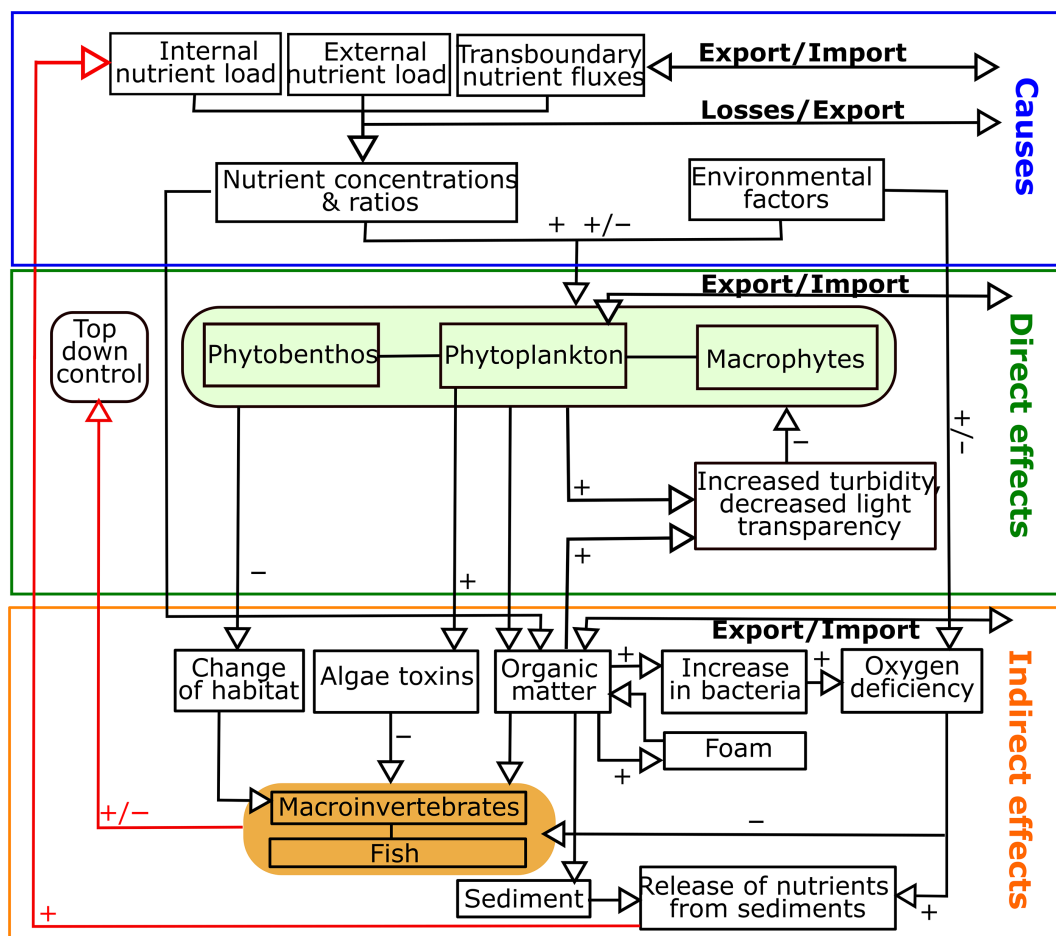 Internal
nutrient load
External
nutrient load
Transboundary
nutrient fluxes
Export/Import
Losses/Export
Causes
Nutrient concentrations
& ratios
Environmental
factors
+ +/−
Export/Import
Direct effects
Top
down
control
Phytobenthos
Phytoplankton
Macrophytes
+/−
−
+
Increased turbidity,
decreased light
transparency
+
−
+
Export/Import
Indirect effects
Change
of habitat
Algae toxins
Organic
matter
+
Increase
in bacteria
+
Oxygen
deficiency
−
Foam
+
+/−
Macroinvertebrates
−
Fish
Sediment
Release of nutrients
from sediments
+
+